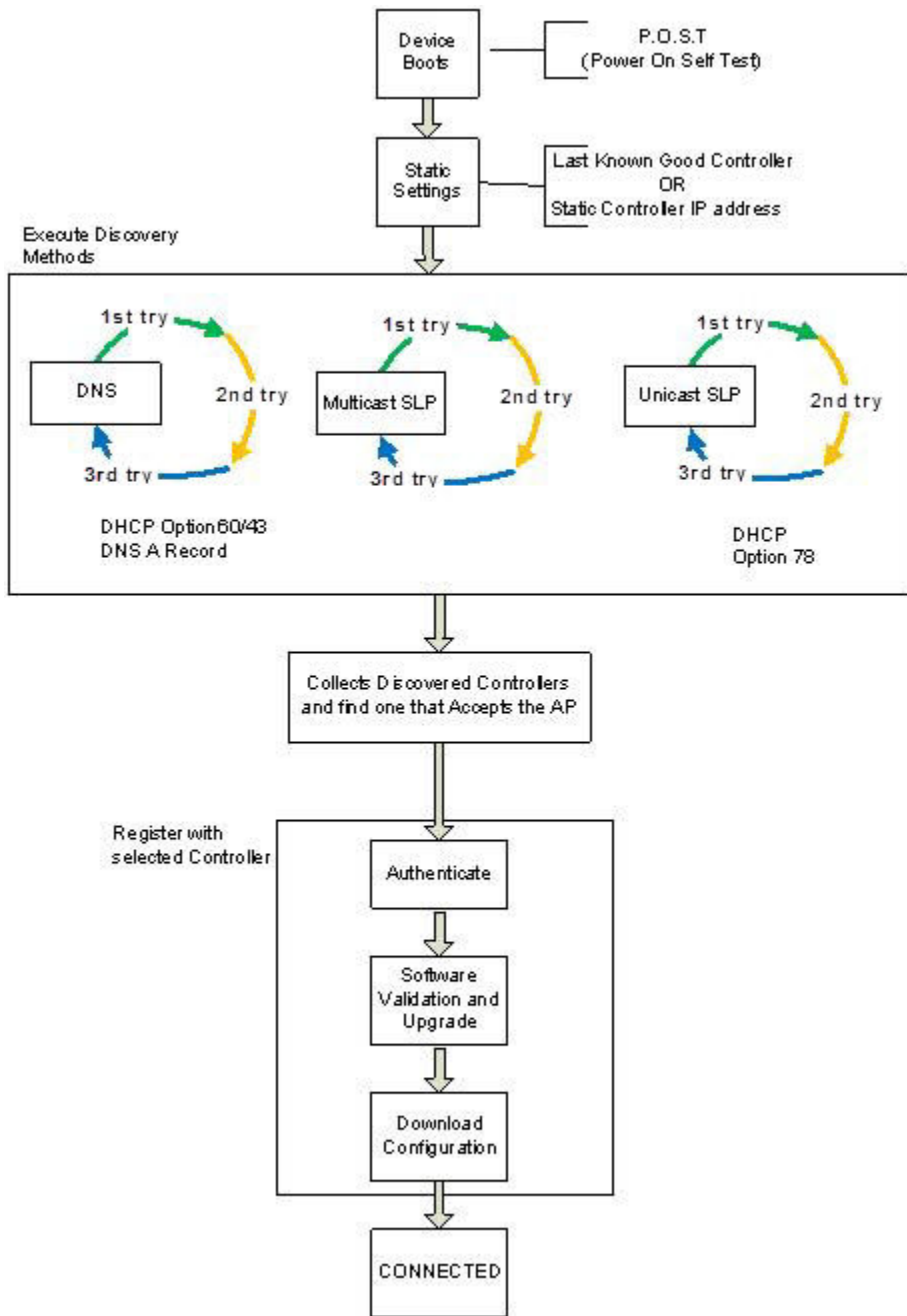 Device
Boots
P.O.S.T
(Power On Self Test)
Static
Settings
Last Known Good Controller
OR
Static Controller IP address
Execute Discovery
Methods
1st try
DNS
2nd try
3rd try
DHCP Option 60/43
DNS A Record
1st try
Multicast SLP
2nd try
3rd try
1st try
Unicast SLP
2nd try
3rd try
DHCP
Option 78
Collects Discovered Controllers
and find one that Accepts the AP
Register with
selected Controller
Authenticate
Software
Validation and
Upgrade
Download
Configuration
CONNECTED